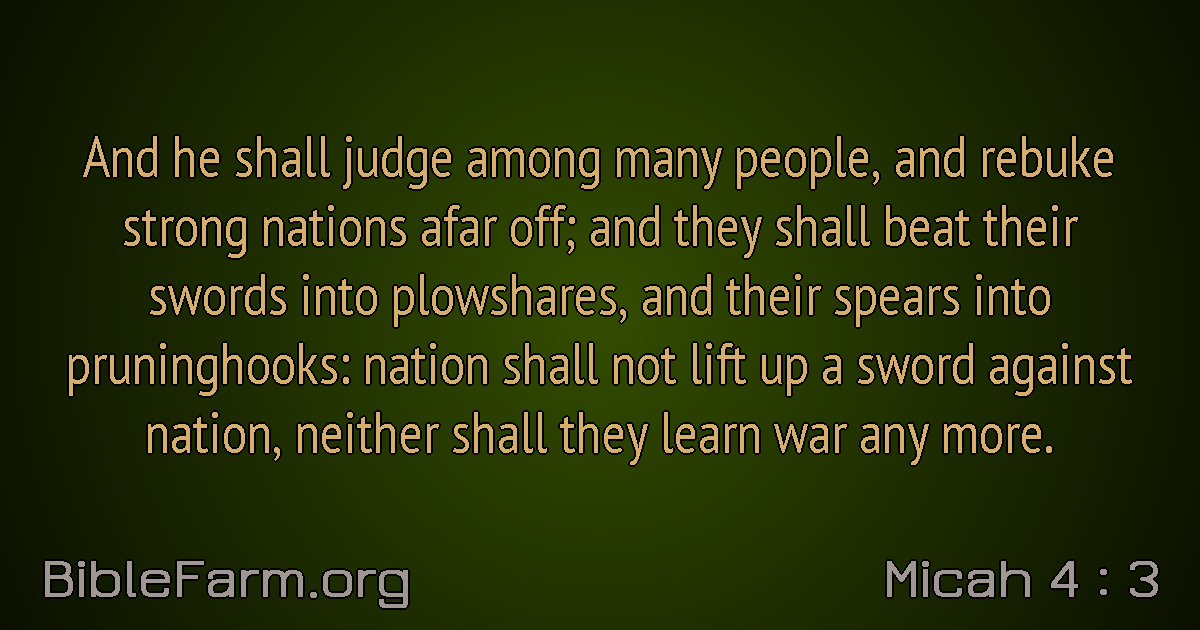 And he shall judge among many people, and rebuke
strong nations afar off; and they shall beat their
swords into plowshares, and their spears into
pruninghooks: nation shall not lift up a sword against
nation, neither shall they learn war any more.
BibleFarm.org
Micah 4 : 3